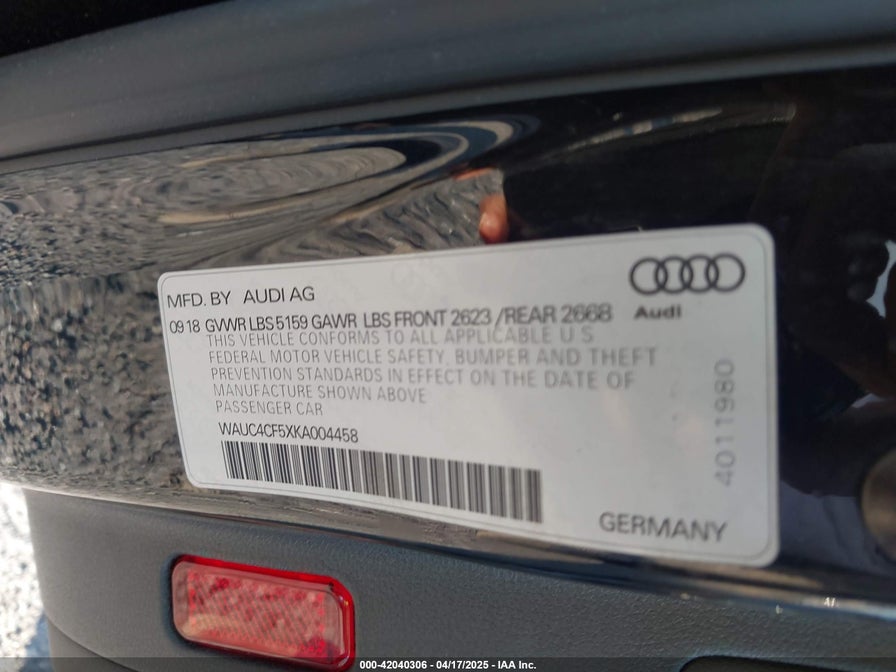 MFD. BY AUDI AG
Audi
09 18 GVWR LBS 5159 GAWR LBS FRONT 2623 /REAR 2668
THIS VEHICLE CONFORMS TO ALL APPLICABLE U S
FEDERAL MOTOR VEHICLE SAFETY, BUMPER AND THEFT
PREVENTION STANDARDS IN EFFECT ON THE DATE OF
MANUFACTURE SHOWN ABOVE
PASSENGER CAR
WAUC4CF5XKA004458
4011980
GERMANY
000-42040306 - 04/17/2025 - IAA Inc.